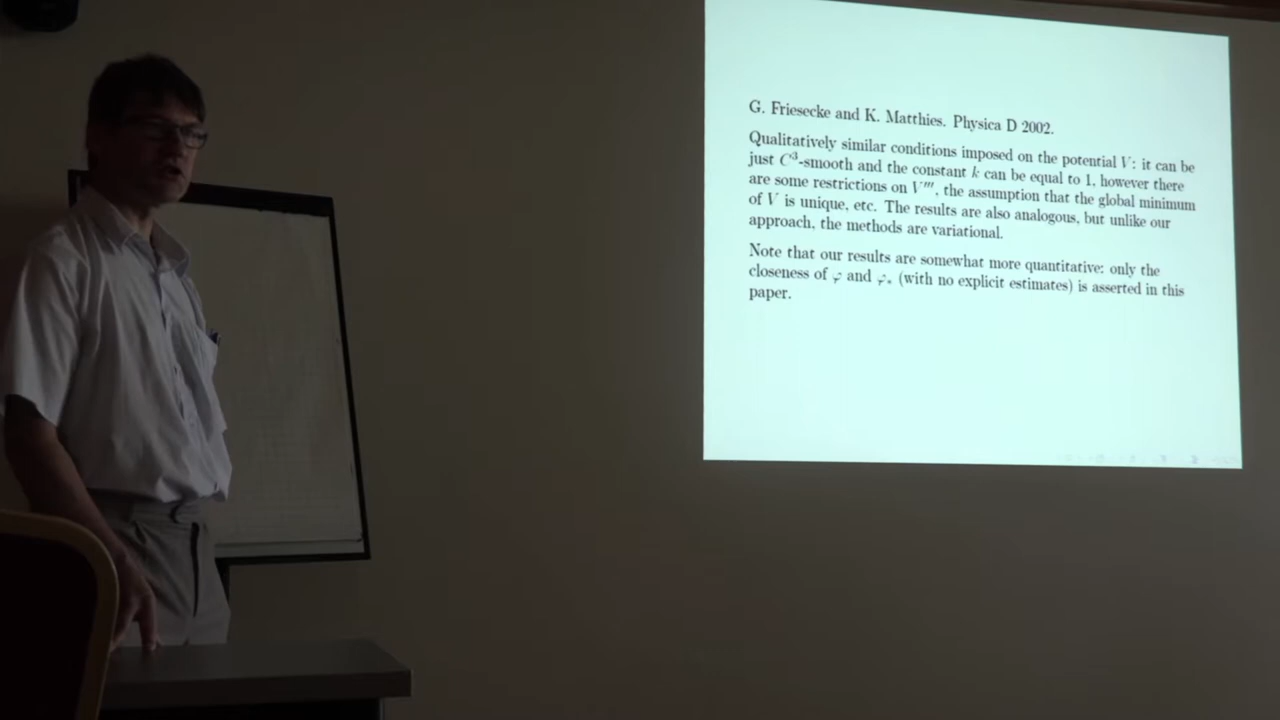 G. Friesecke and K. Matthies. Physica D 2002.
Qualitatively similar conditions imposed on the potential V: it can be
just C³-smooth and the constant k can be equal to 1, however there
are some restrictions on V‴, the assumption that the global minimum
of V is unique, etc. The results are also analogous, but unlike our
approach, the methods are variational.
Note that our results are somewhat more quantitative: only the
closeness of φ and φ* (with no explicit estimates) is asserted in this
paper.